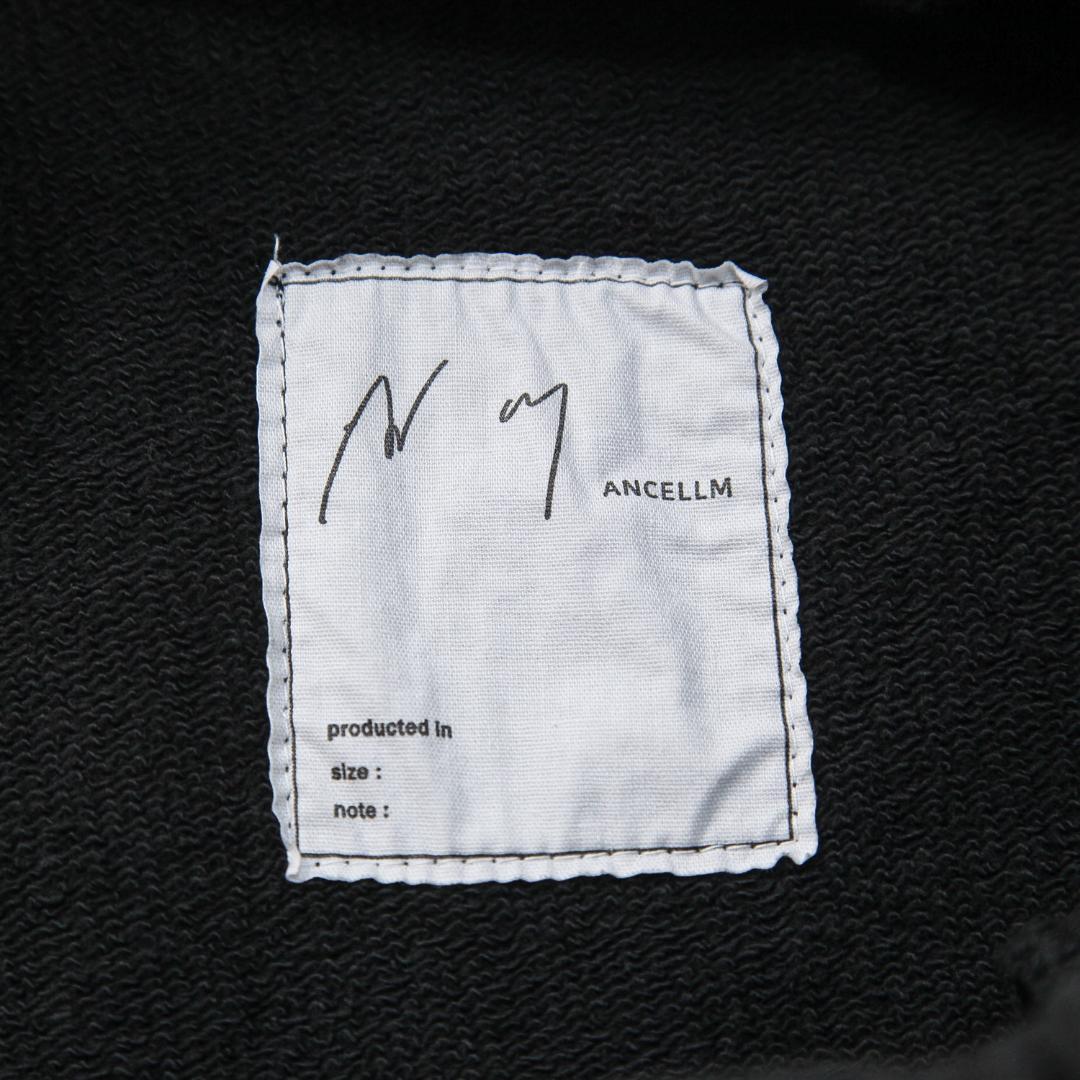 ANCELLM
producted in
size :
note :